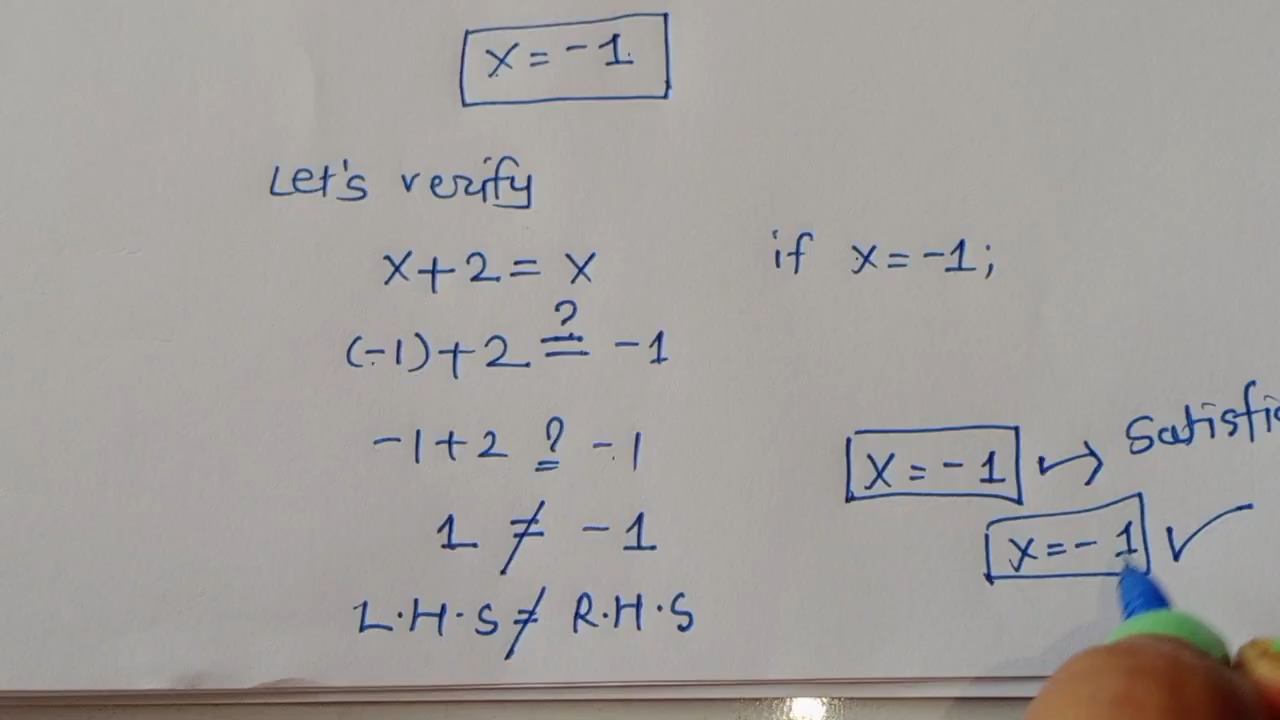 x = -1
Let's verify
x + 2 = x if x = -1;
(-1) + 2 ≟ -1
-1 + 2 ≟ -1
x = -1 →
1 ≠ -1
x = -1 ✓
L.H.S ≠ R.H.S